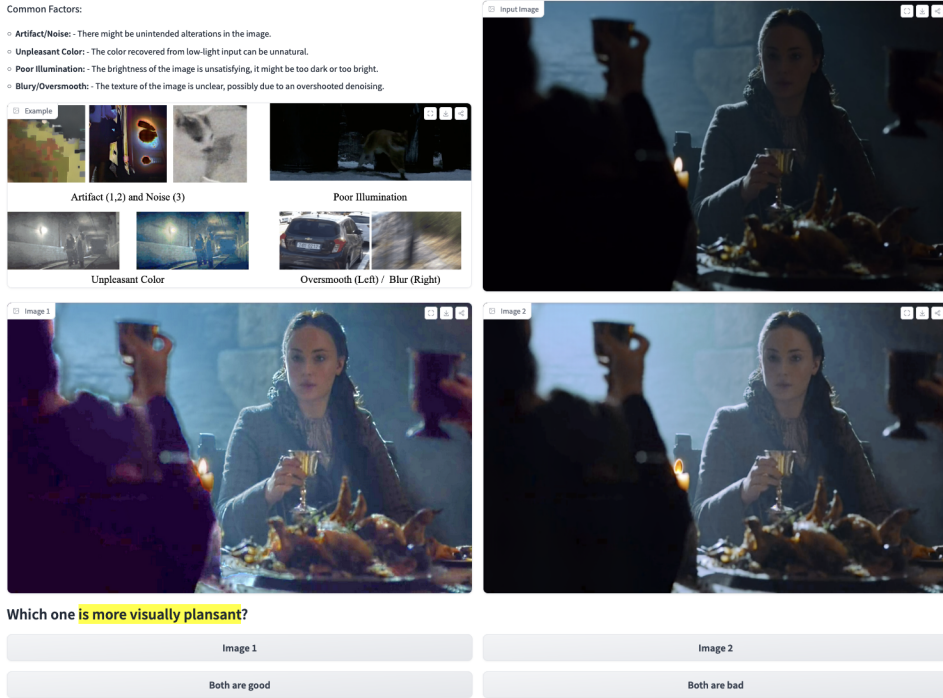 Common Factors:
Artifact/Noise: - There might be unintended alterations in the image.
Unpleasant Color: - The color recovered from low-light input can be unnatural.
Poor Illumination: - The brightness of the image is unsatisfying, it might be too dark or too bright.
Blury/Oversmooth: - The texture of the image is unclear, possibly due to an overshooted denoising.
Example
Artifact (1,2) and Noise (3)
Poor Illumination
Unpleasant Color
Oversmooth (Left) / Blur (Right)
Input Image
Image 1
Image 2
Which one is more visually plansant?
Image 1
Image 2
Both are good
Both are bad